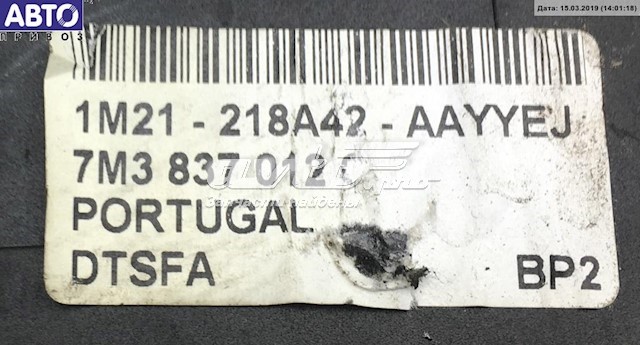 АВТО
ПРИВОЗ
Дата: 15.03.2019 (14:01:18)
1M21 - 218A42 - AAYYEJ
7M3 837 012
PORTUGAL
DTSFA BP2